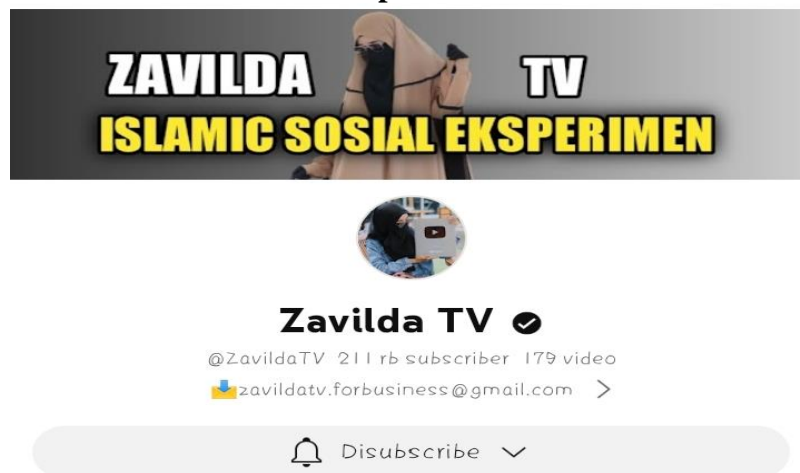 ZAVILDA TV
ISLAMIC SOSIAL EKSPERIMEN
Zavilda TV
@ZavildaTV 211 rb subscriber 179 video
zavildatv.forbusiness@gmail.com >
Disubscribe